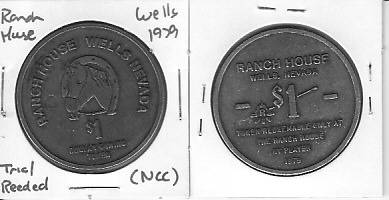 Ranch
House
Wells
1979
RANCH HOUSE WELLS, NEVADA
$1
Trial
Reeded
(NCC)
RANCH HOUSE
WELLS, NEVADA
$1
R
TOKEN REDEEMABLE ONLY AT
THE RANCH HOUSE
BY PLAYER
1979